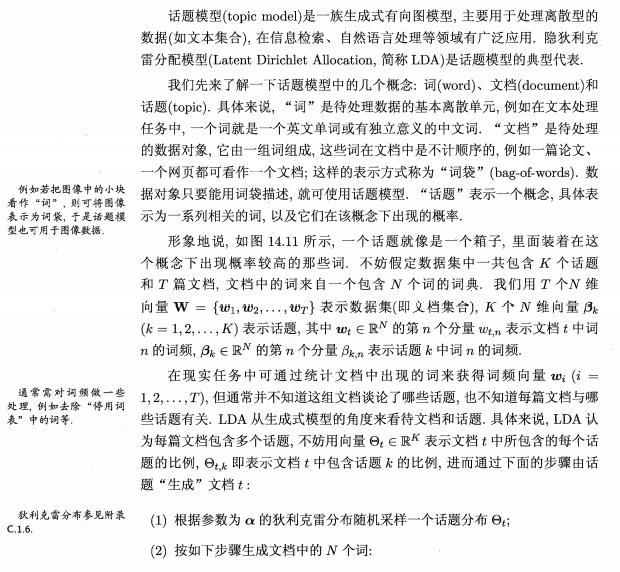 话题模型(topic model)是一族生成式有向图模型, 主要用于处理离散型的
数据(如文本集合), 在信息检索、自然语言处理等领域有广泛应用. 隐狄利克
雷分配模型(Latent Dirichlet Allocation, 简称 LDA)是话题模型的典型代表.
我们先来了解一下话题模型中的几个概念: 词(word)、文档(document)和
话题(topic). 具体来说, “词”是待处理数据的基本离散单元, 例如在文本处理
任务中, 一个词就是一个英文单词或有独立意义的中文词. “文档”是待处理
的数据对象, 它由一组词组成, 这些词在文档中是不计顺序的, 例如一篇论文、
一个网页都可看作一个文档; 这样的表示方式称为“词袋”(bag-of-words). 数
据对象只要能用词袋描述, 就可使用话题模型. “话题”表示一个概念, 具体表
示为一系列相关的词, 以及它们在该概念下出现的概率.
例如若把图像中的小块
看作“词”, 则可将图像
表示为词袋, 于是话题模
型也可用于图像数据.
形象地说, 如图 14.11 所示, 一个话题就像是一个箱子, 里面装着在这
个概念下出现概率较高的那些词. 不妨假定数据集中一共包含 K 个话题
和 T 篇文档, 文档中的词来自一个包含 N 个词的词典. 我们用 T 个N 维
向量 W = {w₁, w₂, . . . , w_T} 表示数据集(即文档集合), K 个 N 维向量 β_k
(k = 1, 2, . . . , K) 表示话题, 其中 w_t ∈ ℝ^N 的第 n 个分量 w_{t,n} 表示文档 t 中词
n 的词频, β_k ∈ ℝ^N 的第 n 个分量 β_{k,n} 表示话题 k 中词 n 的词频.
在现实任务中可通过统计文档中出现的词来获得词频向量 w_i (i =
1, 2, . . . , T), 但通常并不知道这组文档谈论了哪些话题, 也不知道每篇文档与哪
些话题有关. LDA 从生成式模型的角度来看待文档和话题. 具体来说, LDA 认
为每篇文档包含多个话题, 不妨用向量 Θ_t ∈ ℝ^K 表示文档 t 中所包含的每个话
题的比例, Θ_{t,k} 即表示文档 t 中包含话题 k 的比例, 进而通过下面的步骤由话
题“生成”文档 t :
通常需对词频做一些
处理, 例如去除“停用词
表”中的词等.
狄利克雷分布参见附录
C.1.6.
(1) 根据参数为 α 的狄利克雷分布随机采样一个话题分布 Θ_t;
(2) 按如下步骤生成文档中的 N 个词: